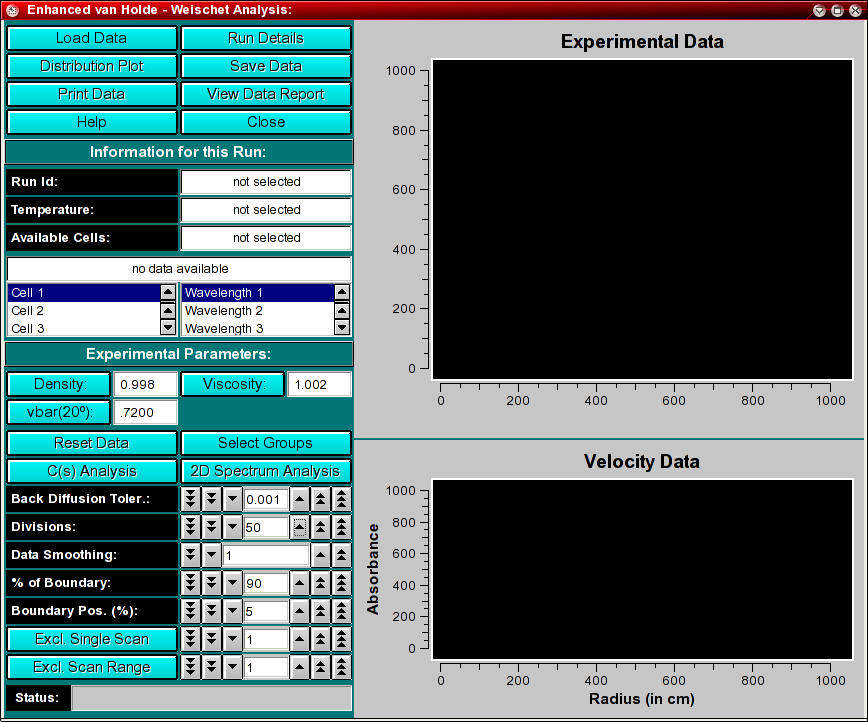 Enhanced van Holde - Weischet Analysis:
Load Data Run Details
Distribution Plot Save Data
Print Data View Data Report
Help Close
Information for this Run:
Run Id: not selected
Temperature: not selected
Available Cells: not selected
no data available
Cell 1 Wavelength 1
Cell 2 Wavelength 2
Cell 3 Wavelength 3
Experimental Parameters:
Density: 0.998 Viscosity: 1.002
vbar(20º): .7200
Reset Data Select Groups
C(s) Analysis 2D Spectrum Analysis
Back Diffusion Toler.: 0.001
Divisions: 50
Data Smoothing: 1
% of Boundary: 90
Boundary Pos. (%): 5
Excl. Single Scan 1
Excl. Scan Range 1
Status:
Experimental Data
1000
800
600
400
200
0
0 200 400 600 800 1000
Velocity Data
Absorbance
1000
800
600
400
200
0
0 200 400 600 800 1000
Radius (in cm)